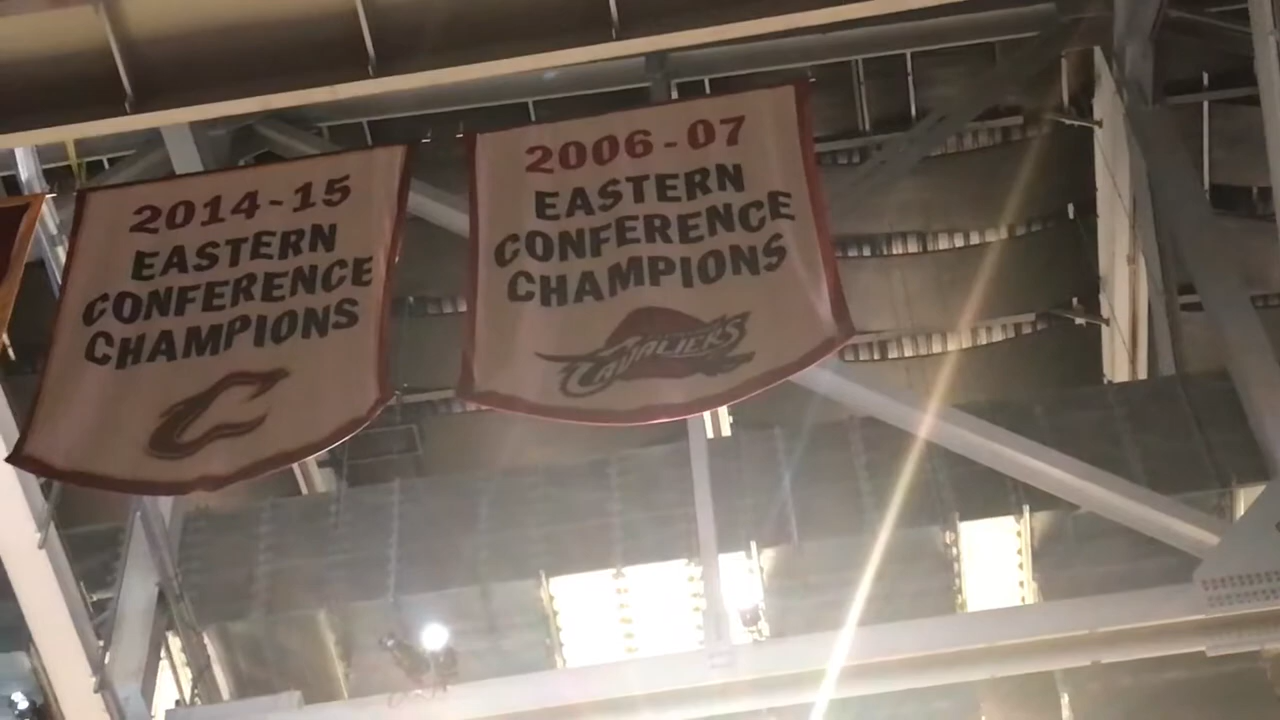 2014-15
EASTERN
CONFERENCE
CHAMPIONS
C
2006-07
EASTERN
CONFERENCE
CHAMPIONS
CAVALIERS